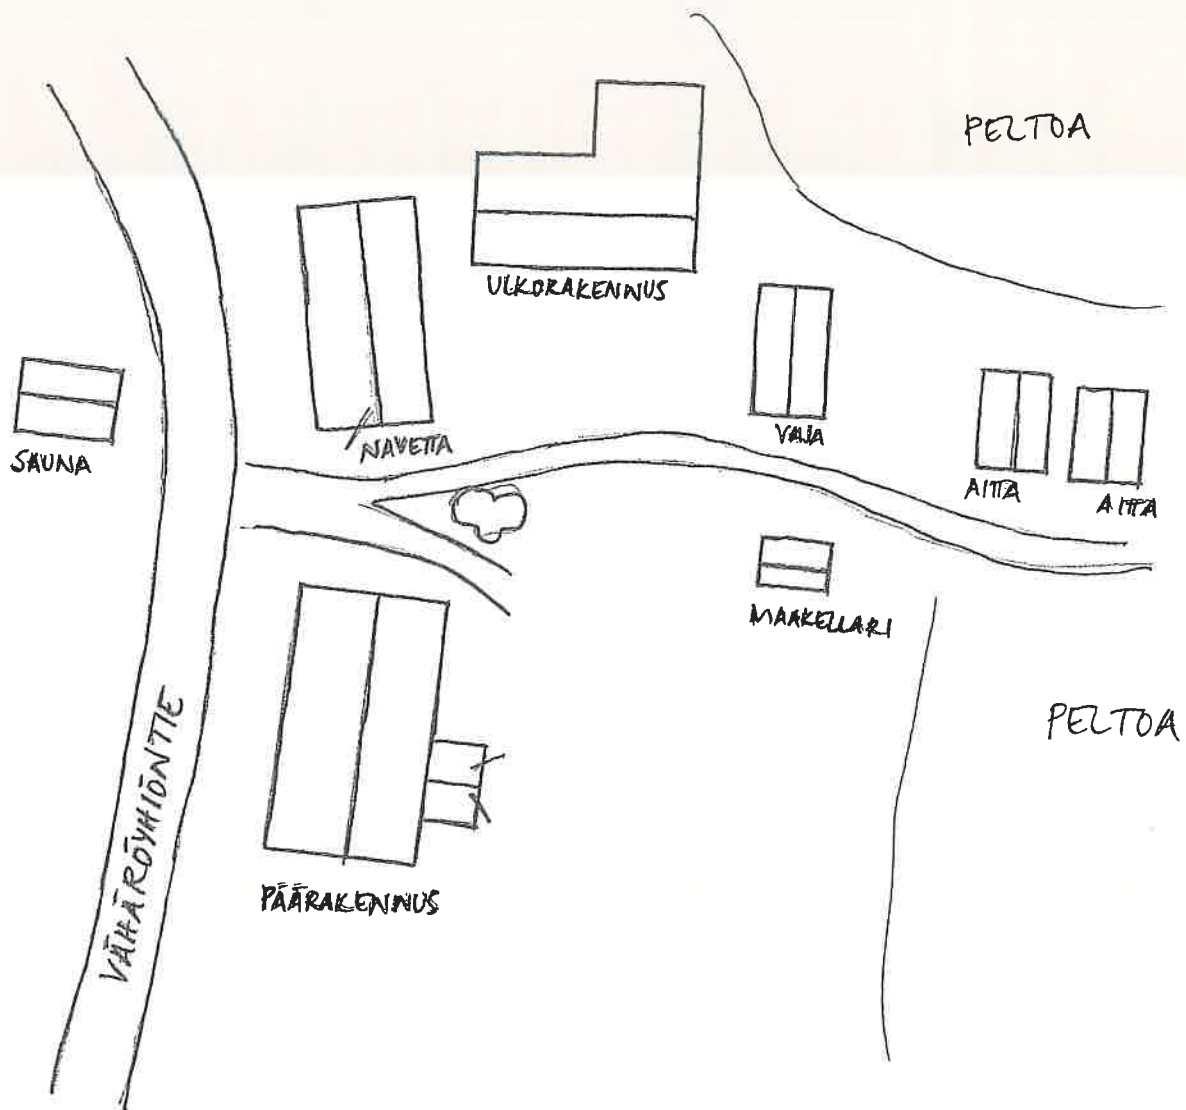 PELTOA
ULKORAKENNUS
NAVETTA
VAJA
SAUNA
AITTA
AITTA
MAAKELLARI
PELTOA
VÄHÄRÖYHIÖNTIE
PÄÄRAKENNUS